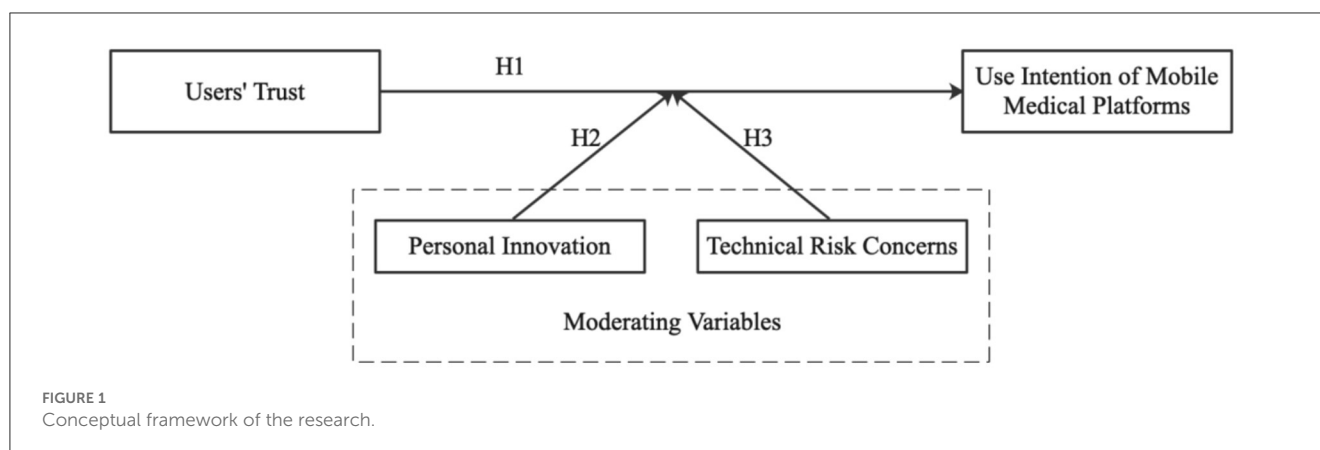 H1
Users' Trust
Use Intention of Mobile
Medical Platforms
H2
H3
Personal Innovation
Technical Risk Concerns
Moderating Variables
FIGURE 1
Conceptual framework of the research.